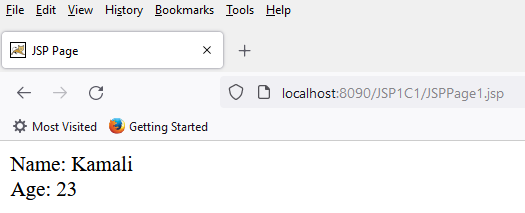 File Edit View History Bookmarks Tools Help
JSP Page
localhost:8090/JSP1C1/JSPPage1.jsp
Most Visited Getting Started
Name: Kamali
Age: 23